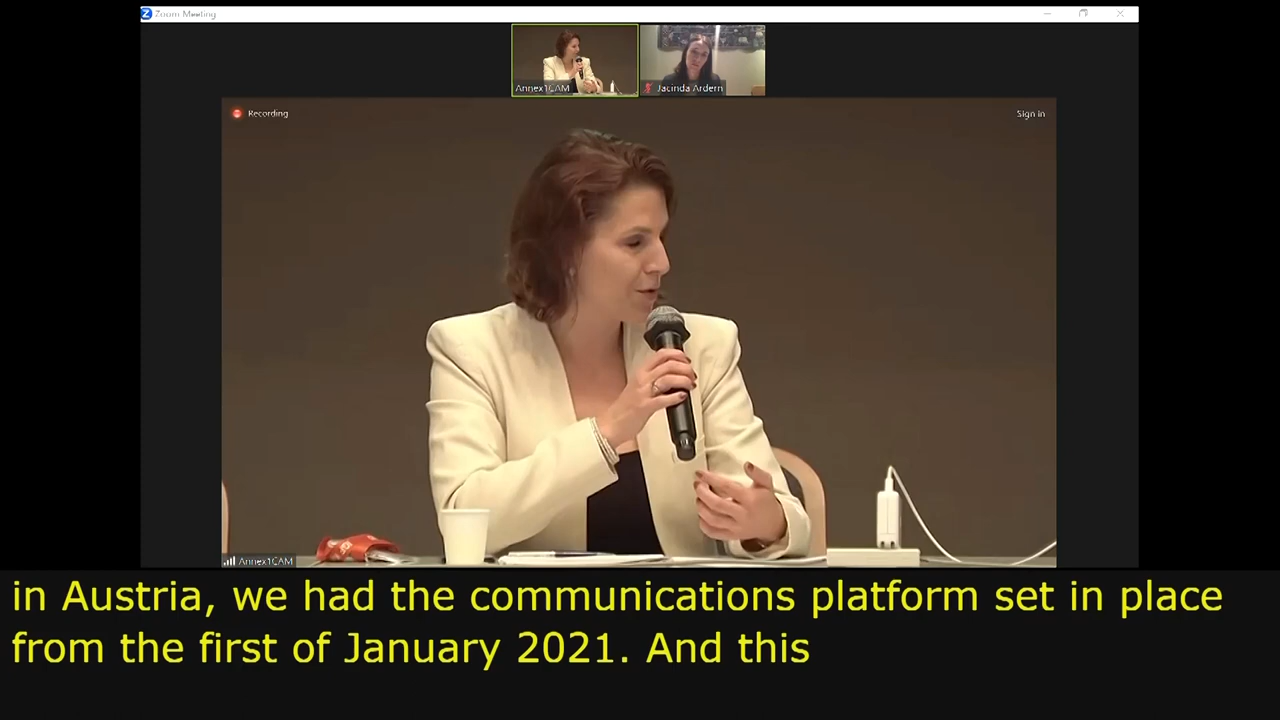 Zoom Meeting
Annex1CAM
Jacinda Ardern
Recording
Sign in
Annex1CAM
in Austria, we had the communications platform set in place
from the first of January 2021. And this